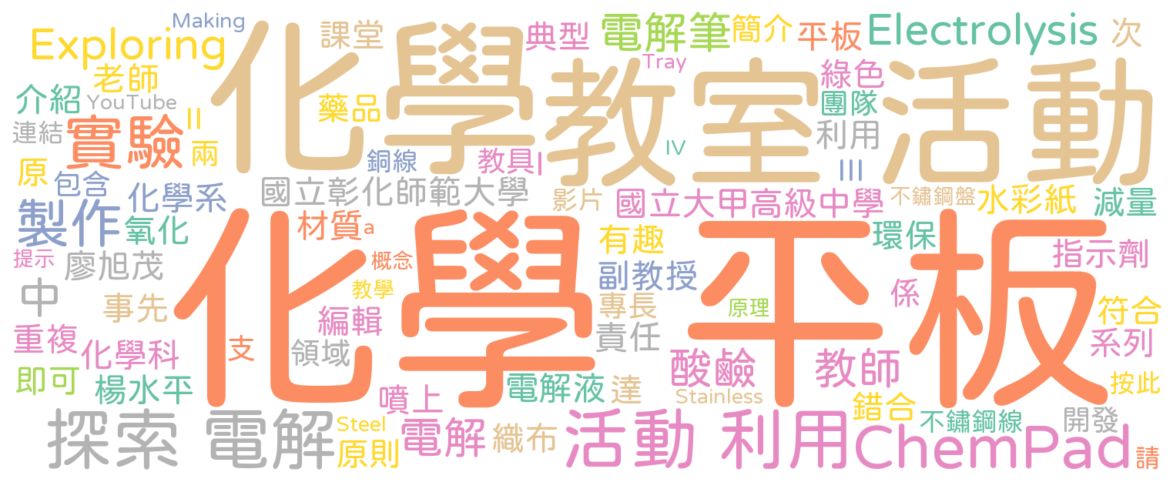 Making
Exploring
化學
課堂
典型
電解筆
簡介
平板
Electrolysis
次
老師
Tray
教室
活動
綠色
介紹
YouTube
II
藥品
團隊
連結
實驗
兩
利用
IV
原
包含
銅線
教具I
III
化學系
國立彰化師範大學
影片
國立大甲高級中學
不鏽鋼盤
水彩紙
減量
製作
氧化
材質
a
化學平板
有趣
環保
指示劑
提示
廖旭茂
概念
副教授
中
教學
係
事先
專長
原理
符合
編輯
重複
化學科
支
領域
責任
酸鹼
教師
系列
即可
楊水平
電解液
達
按此
噴上
Stainless
錯合
探索 電解
Steel
電解
織布
活動 利用
不鏽鋼線
開發
原則
ChemPad
請